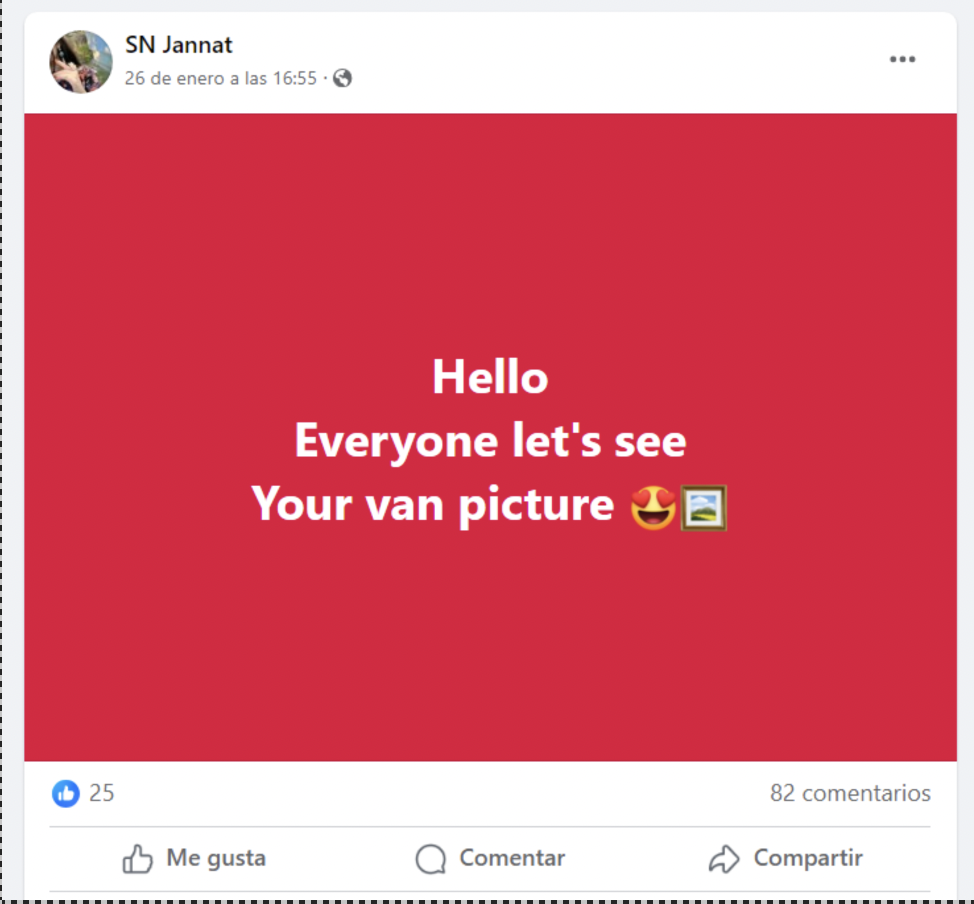 SN Jannat
26 de enero a las 16:55 ·
Hello
Everyone let's see
Your van picture 😍🖼️
25
82 comentarios
Me gusta
Comentar
Compartir